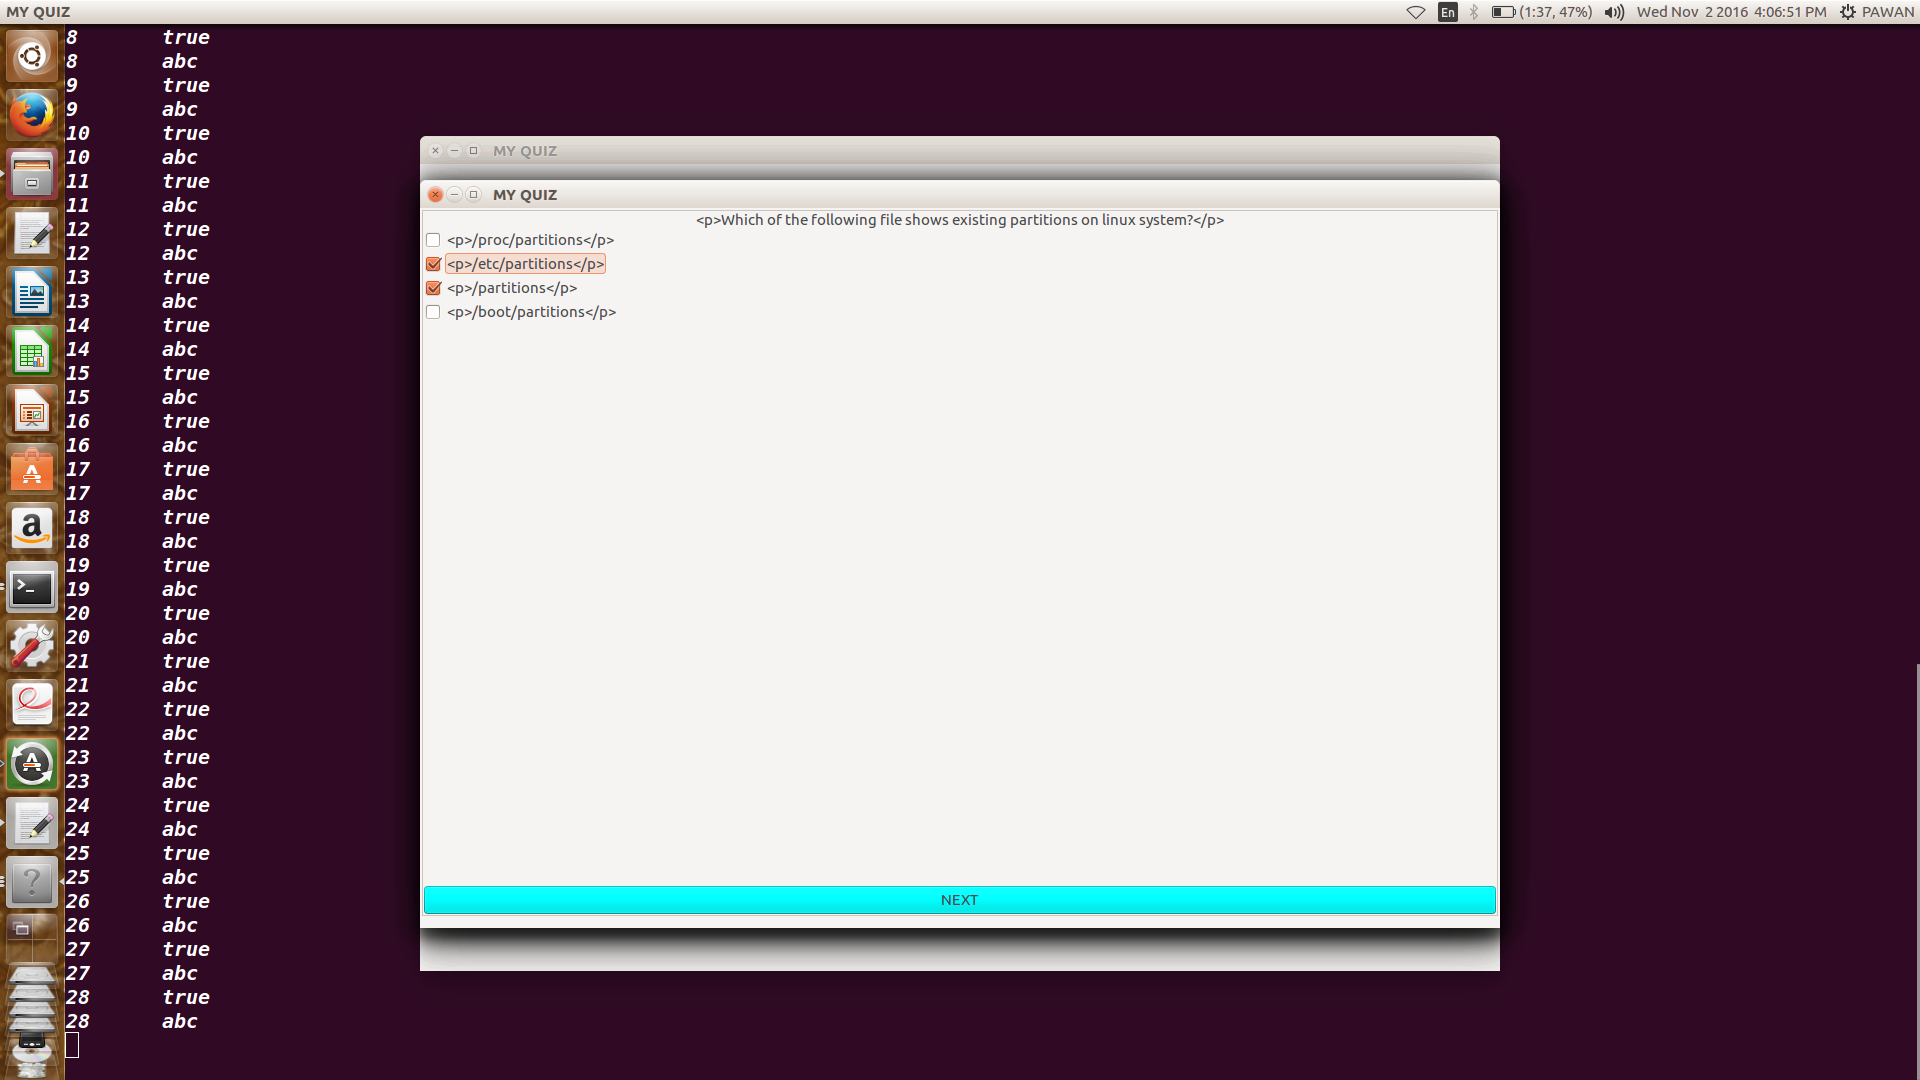 MY QUIZ
En
(1:37, 47%)
Wed Nov 2 2016 4:06:51 PM
PAWAN
8 true
8 abc
9 true
9 abc
10 true
10 abc
11 true
11 abc
12 true
12 abc
13 true
13 abc
14 true
14 abc
15 true
15 abc
16 true
16 abc
17 true
17 abc
18 true
18 abc
19 true
19 abc
20 true
20 abc
21 true
21 abc
22 true
22 abc
23 true
23 abc
24 true
24 abc
25 true
25 abc
26 true
26 abc
27 true
27 abc
28 true
28 abc
MY QUIZ
MY QUIZ
<p>Which of the following file shows existing partitions on linux system?</p>
<p>/proc/partitions</p>
<p>/etc/partitions</p>
<p>/partitions</p>
<p>/boot/partitions</p>
NEXT